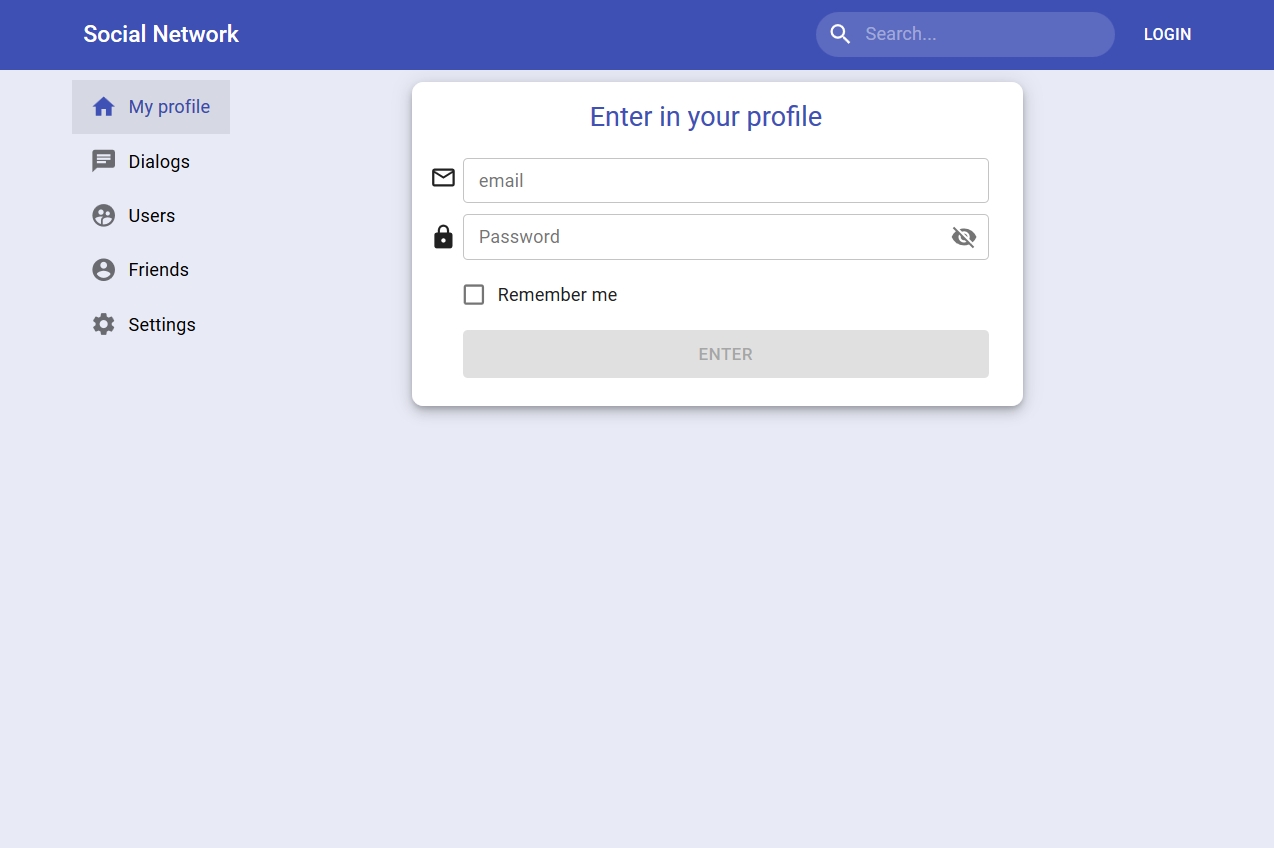 Social Network
Search...
LOGIN
My profile
Dialogs
Users
Friends
Settings
Enter in your profile
email
Password
Remember me
ENTER